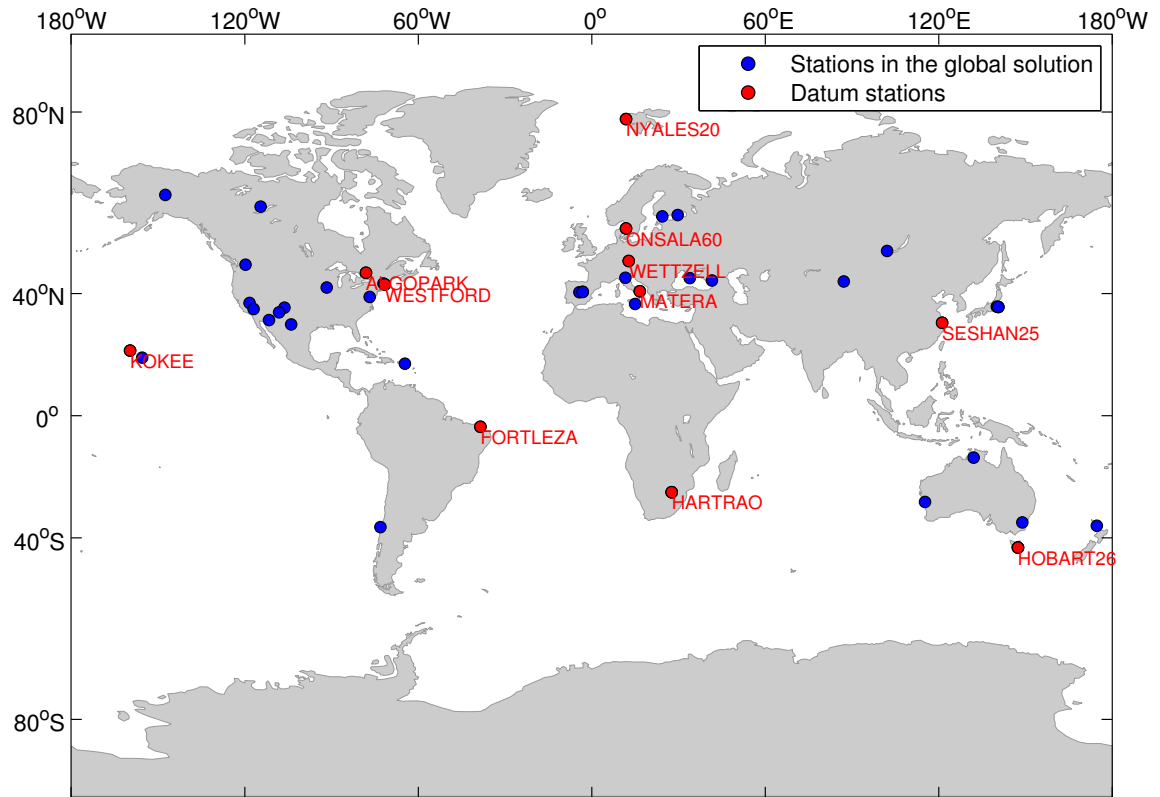 180°W 120°W 60°W 0° 60°E 120°E 180°W
Stations in the global solution
Datum stations
80°N
NYALES20
ONSALA60
WETTZELL
ALGOPARK
40°N
WESTFORD
MATERA
SESHAN25
KOKEE
0°
FORTLEZA
HARTRAO
40°S
HOBART26
80°S